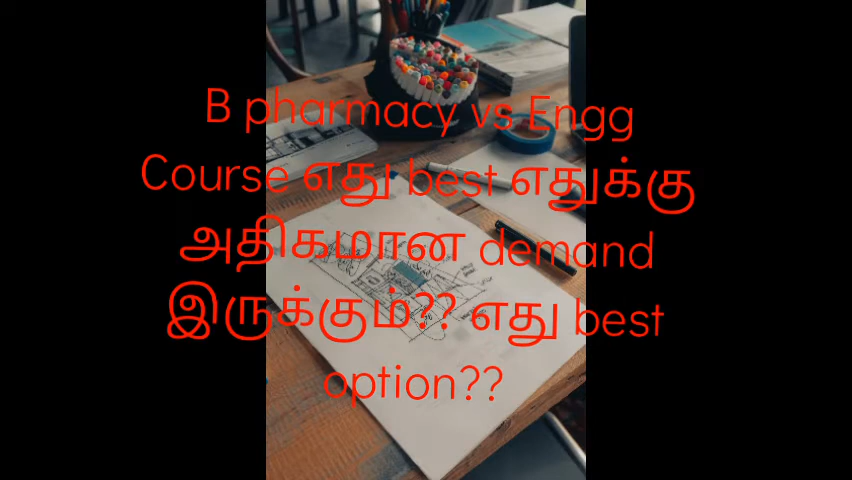 B pharmacy vs Engg
Course எது best எதுக்கு
அதிகமான demand
இருக்கும்?? எது best
option??